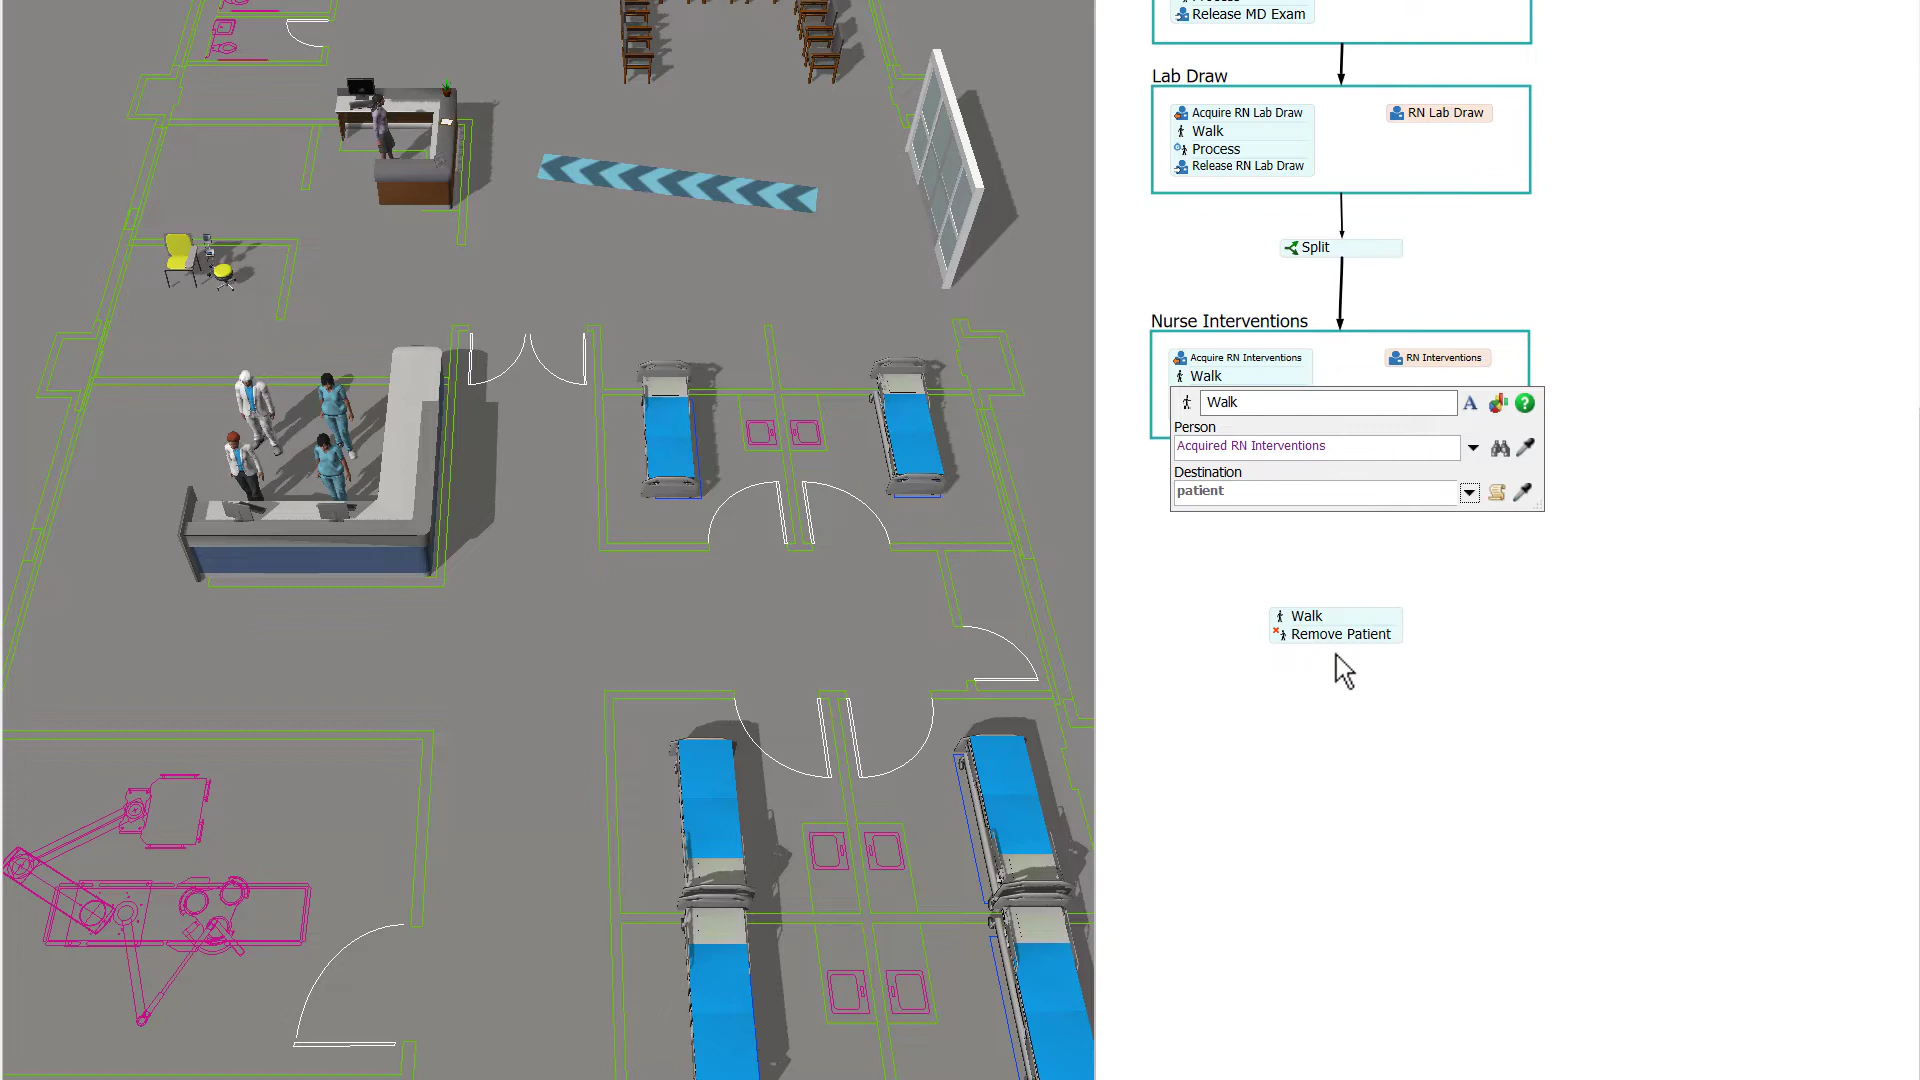 Process
Release MD Exam
Lab Draw
Acquire RN Lab Draw
RN Lab Draw
Walk
Process
Release RN Lab Draw
Split
Nurse Interventions
Acquire RN Interventions
RN Interventions
Walk
Walk
A
?
Person
Acquired RN Interventions
Destination
patient
Walk
Remove Patient